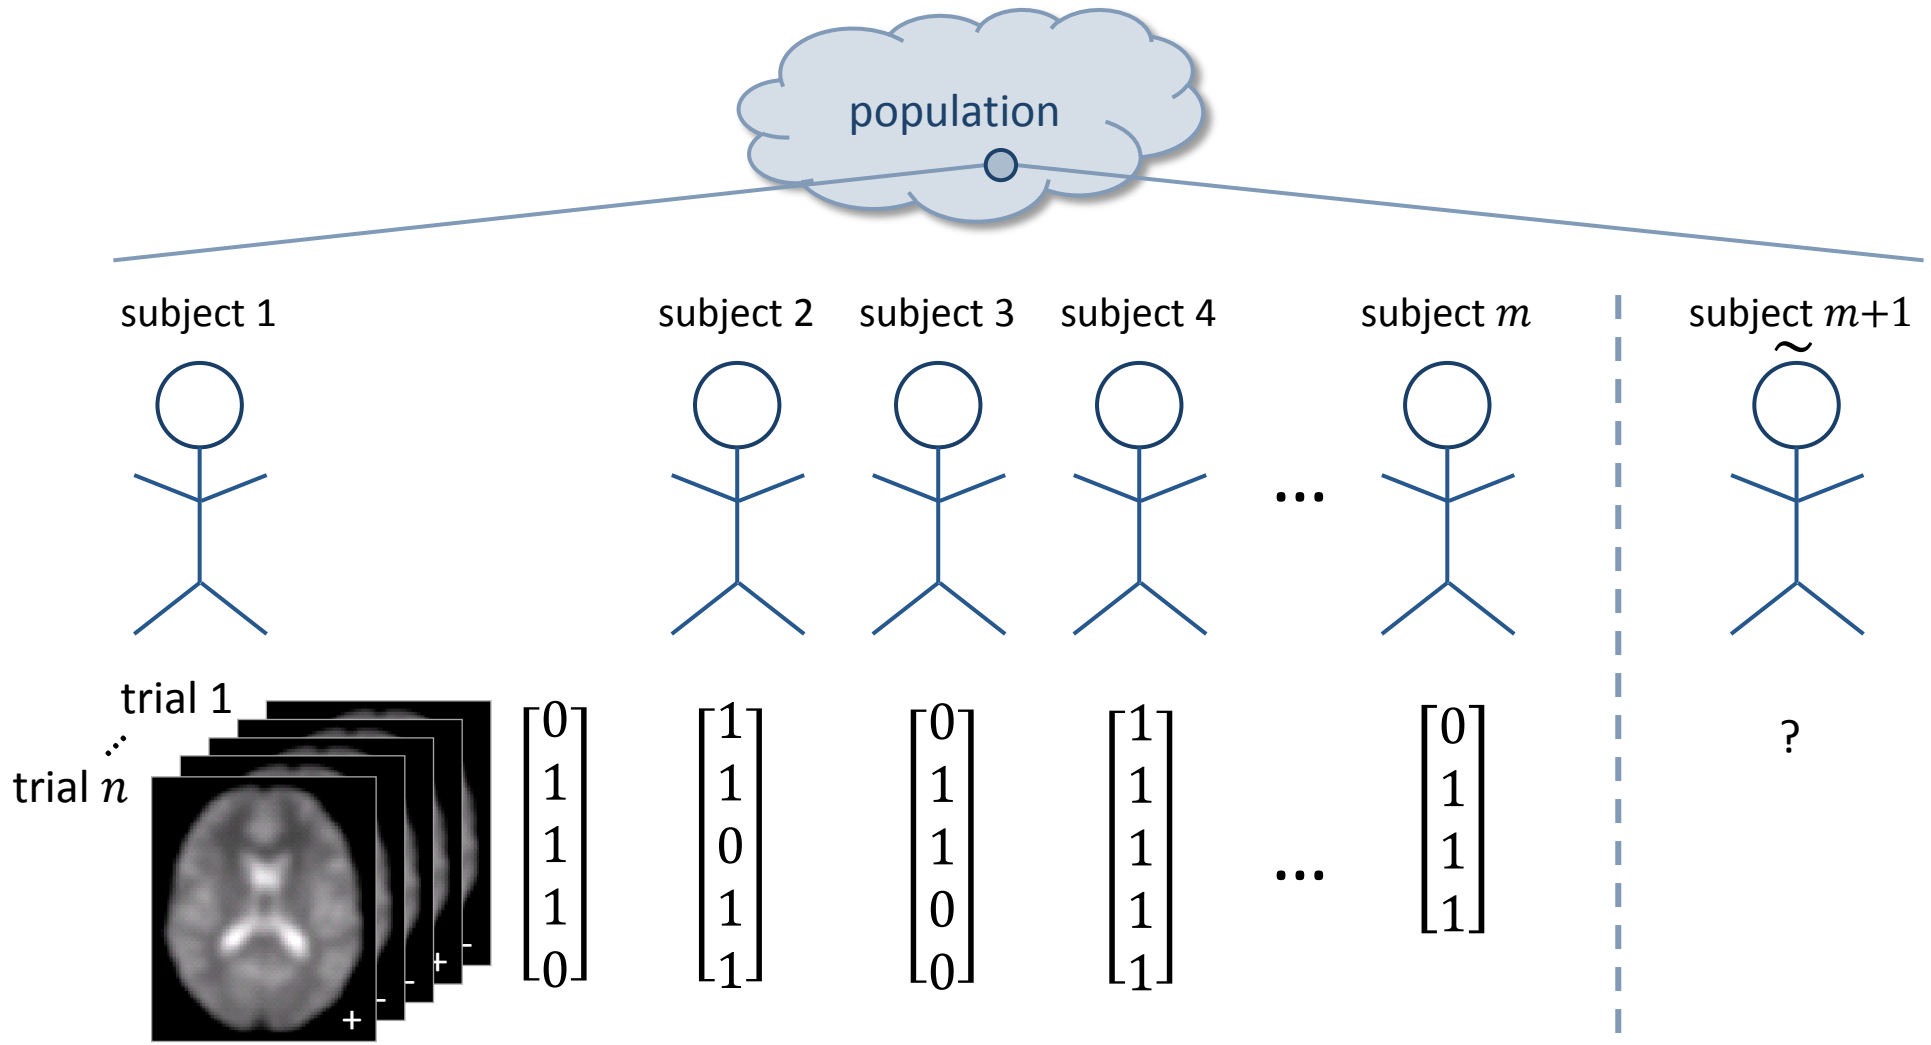 population
subject 1 subject 2 subject 3 subject 4 subject m subject m+1
~
...
trial 1
...
trial n
0 1 0 1 0 ?
1 1 1 1 1
1 0 1 1 1
1 1 0 1 1
0 1 0 1
...
- + - - +